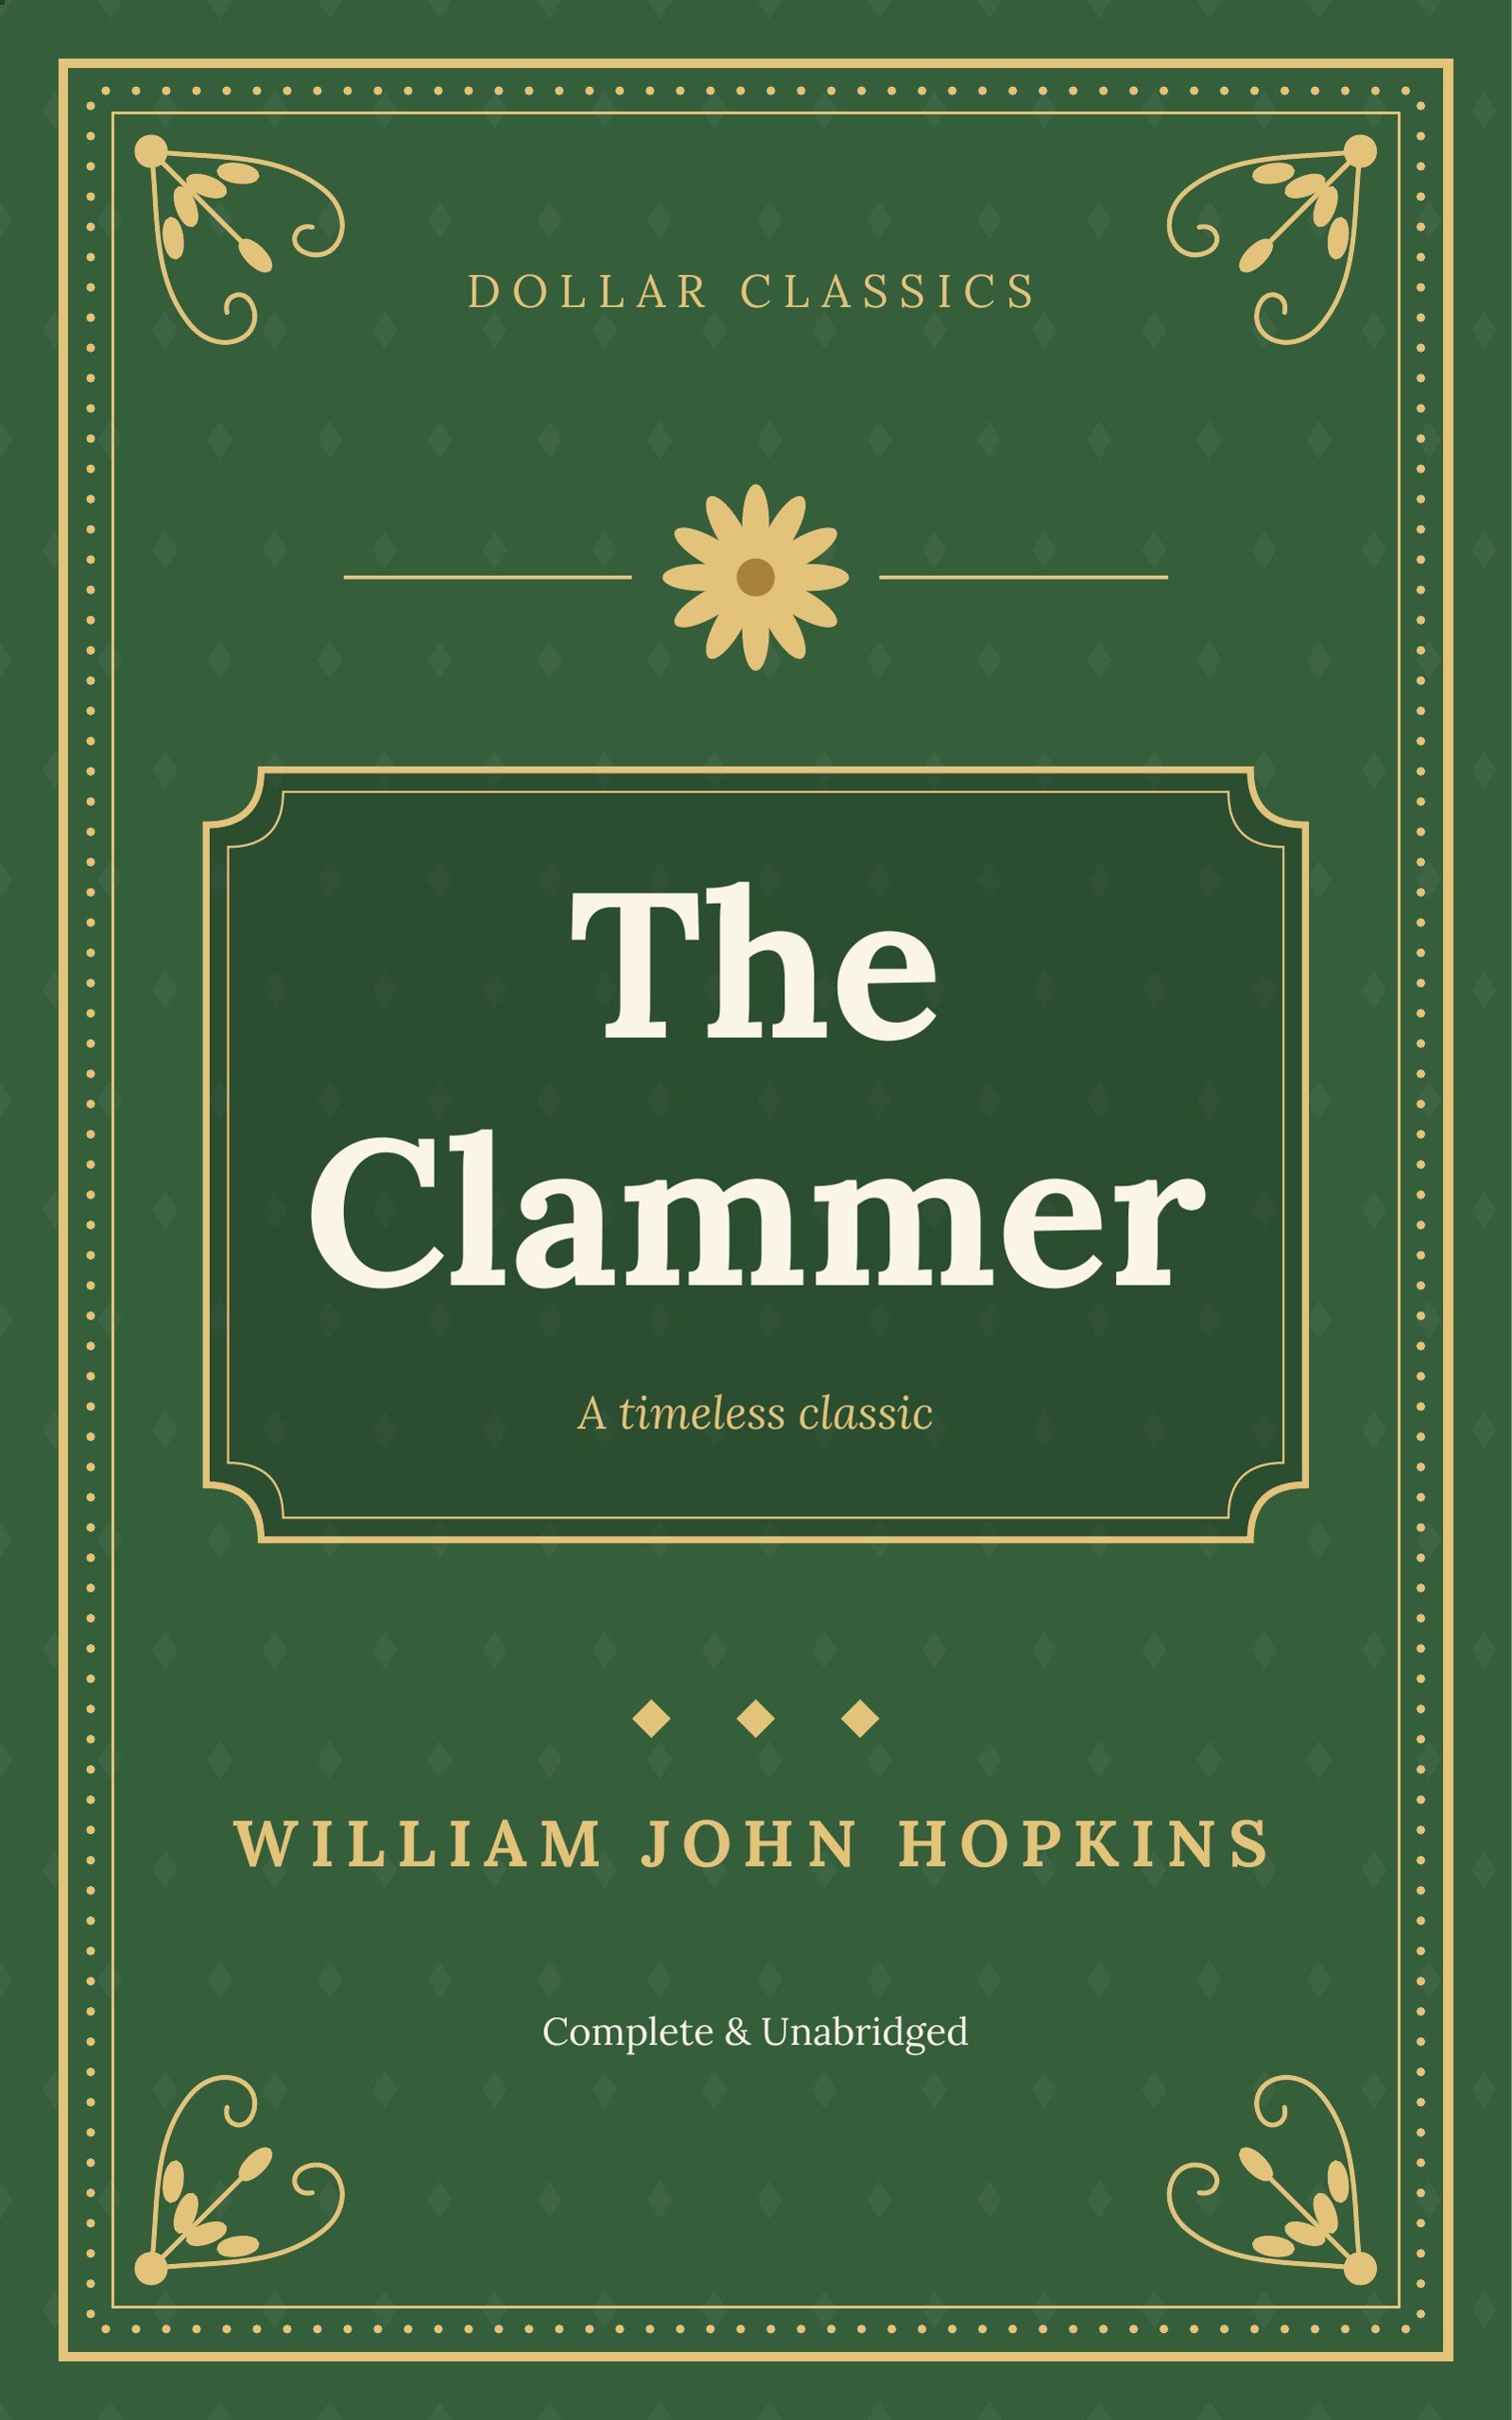 DOLLAR CLASSICS
The
Clammer
A timeless classic
WILLIAM JOHN HOPKINS
Complete & Unabridged